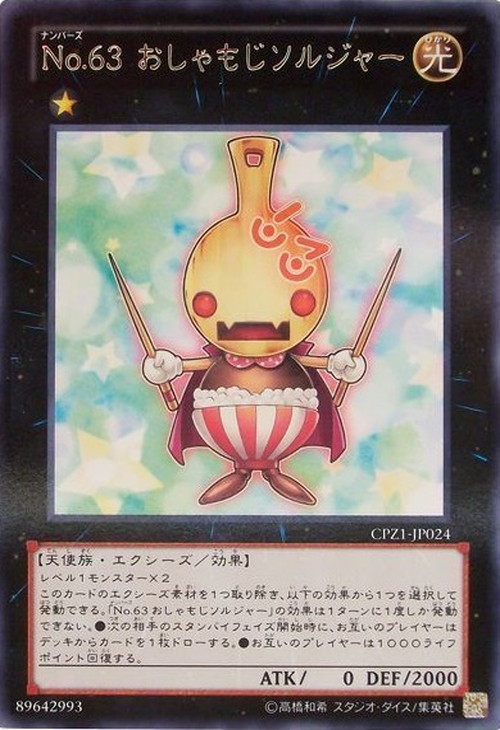 ナンバーズ
No.63 おしゃもじソルジャー
ひかり
光
CPZ1-JP024
【天使族・エクシーズ/効果】
レベル1モンスター×2
このカードのエクシーズ素材を1つ取り除き、以下の効果から1つを選択して
発動できる。「No.63 おしゃもじソルジャー」の効果は1ターンに1度しか発動
できない。●次の相手のスタンバイフェイズ開始時に、お互いのプレイヤーは
デッキからカードを1枚ドローする。●お互いのプレイヤーは1000ライフ
ポイント回復する。
ATK/ 0 DEF/2000
89642993
©高橋和希 スタジオ・ダイス/集英社